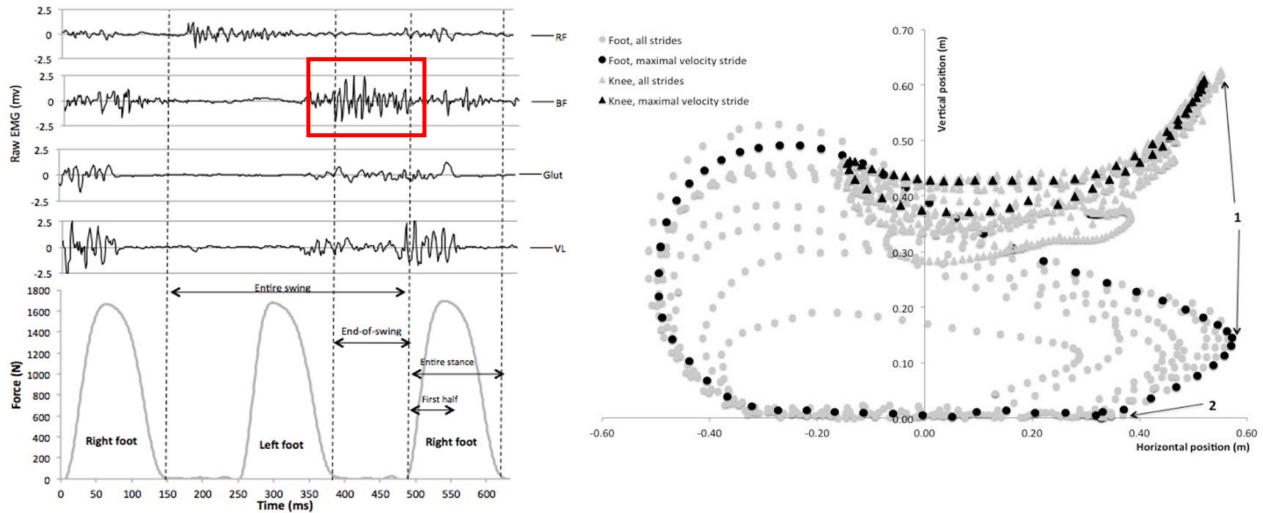 2.5
0
-2.5
RF
2.5
0
-2.5
BF
Raw EMG (mv)
2.5
0
-2.5
Glut
2.5
0
-2.5
VL
1800
1600
1400
1200
1000
800
600
400
200
0
Force (N)
Entire swing
End-of-swing
Entire stance
First half
Right foot
Left foot
Right foot
0 50 100 150 200 250 300 350 400 450 500 550 600
Time (ms)
Foot, all strides
Foot, maximal velocity stride
Knee, all strides
Knee, maximal velocity stride
Vertical position (m)
0.70
0.60
0.50
0.40
0.30
0.20
0.10
0.00
1
2
-0.60 -0.40 -0.20 0.00 0.20 0.40 0.60
Horizontal position (m)